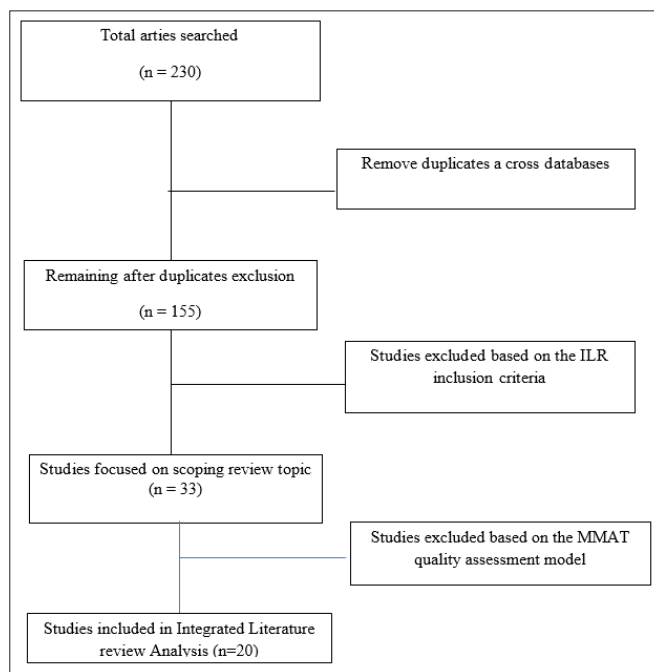 Total arties searched
(n = 230)
Remove duplicates a cross databases
Remaining after duplicates exclusion
(n = 155)
Studies excluded based on the ILR
inclusion criteria
Studies focused on scoping review topic
(n = 33)
Studies excluded based on the MMAT
quality assessment model
Studies included in Integrated Literature
review Analysis (n=20)